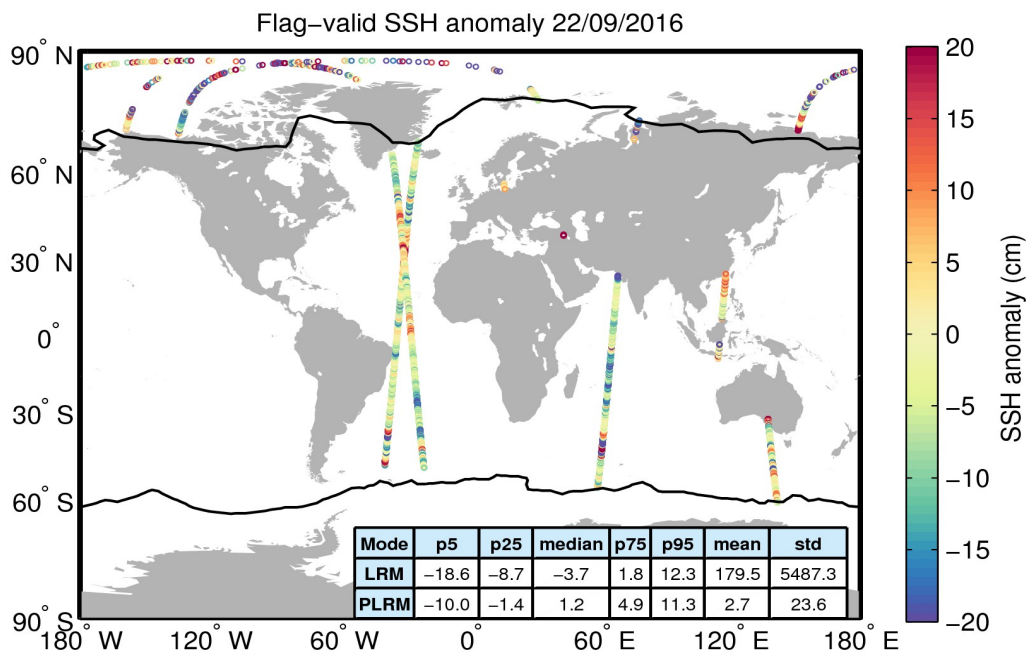 Flag−valid SSH anomaly 22/09/2016
90° N
60° N
30° N
0°
30° S
60° S
90° S
180° W
120° W
60° W
0°
60° E
120° E
180° E
20
15
10
5
0
−5
−10
−15
−20
SSH anomaly (cm)
Mode p5 p25 median p75 p95 mean std
LRM −18.6 −8.7 −3.7 1.8 12.3 179.5 5487.3
PLRM −10.0 −1.4 1.2 4.9 11.3 2.7 23.6